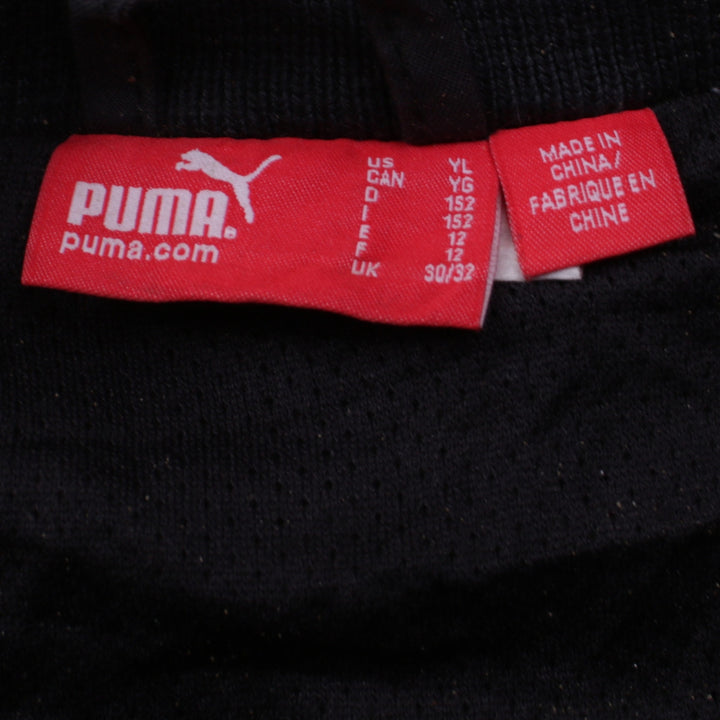 PUMA
puma.com
US YL
CAN YG
D 152
I 152
E 12
F 12
UK 30/32
MADE IN
CHINA/
FABRIQUE EN
CHINE